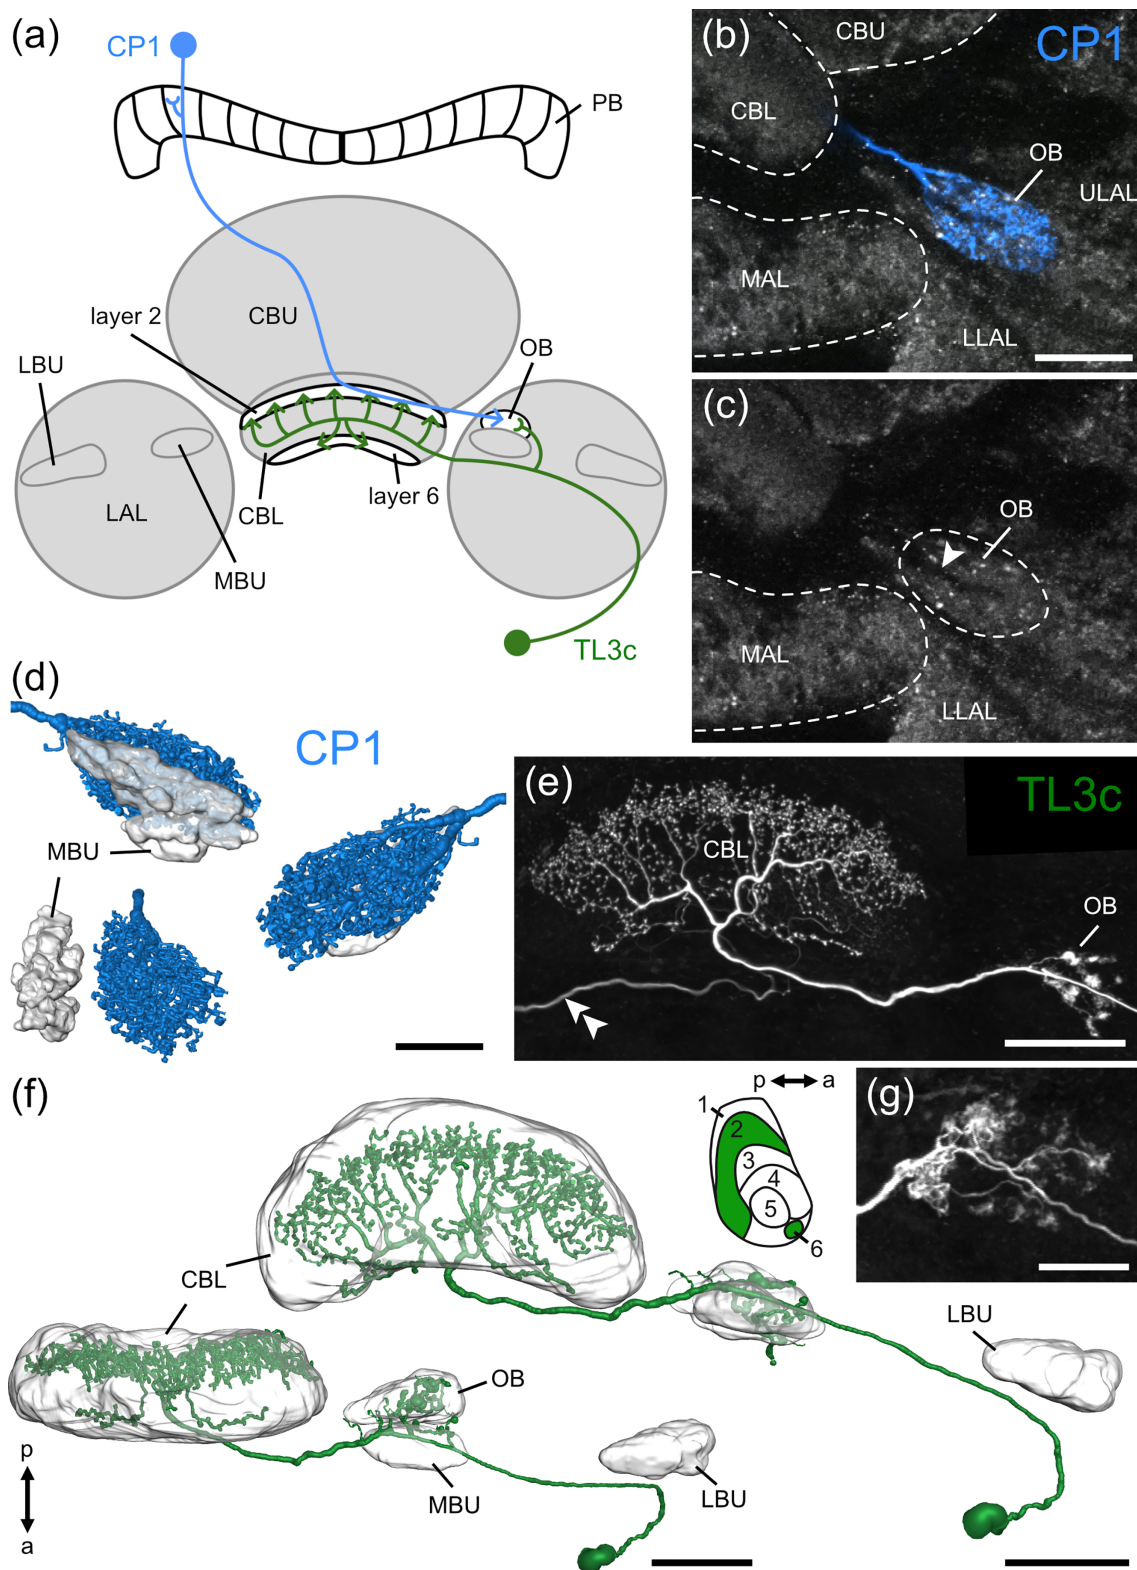 (a)
CP1
PB
layer 2
CBU
LBU
OB
LAL
CBL
layer 6
MBU
TL3c
(b)
CBU
CP1
CBL
OB
ULAL
MAL
LLAL
(c)
OB
MAL
LLAL
(d)
CP1
MBU
(e)
TL3c
CBL
OB
(f)
p a
1
2
3
4
5
6
(g)
CBL
LBU
OB
p
a
MBU
LBU